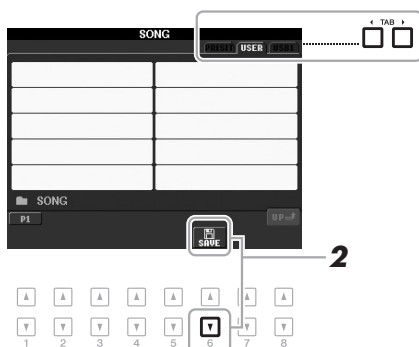 TAB
SONG
PRESET USER USB1
SONG
P1
UP
SAVE
2
1 2 3 4 5 6 7 8